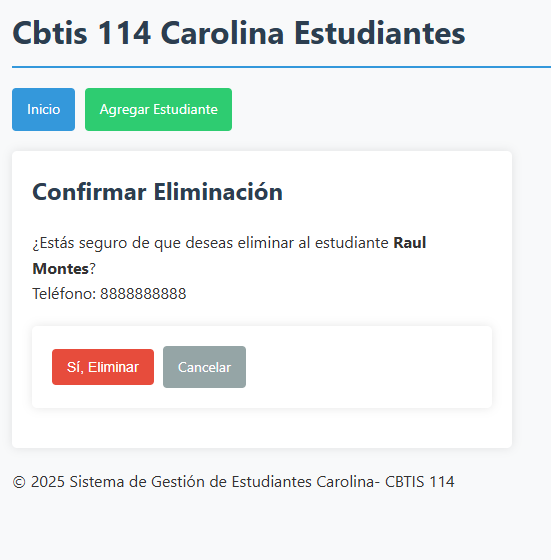 Cbtis 114 Carolina Estudiantes
Inicio
Agregar Estudiante
Confirmar Eliminación
¿Estás seguro de que deseas eliminar al estudiante Raul
Montes?
Teléfono: 8888888888
Sí, Eliminar
Cancelar
© 2025 Sistema de Gestión de Estudiantes Carolina- CBTIS 114